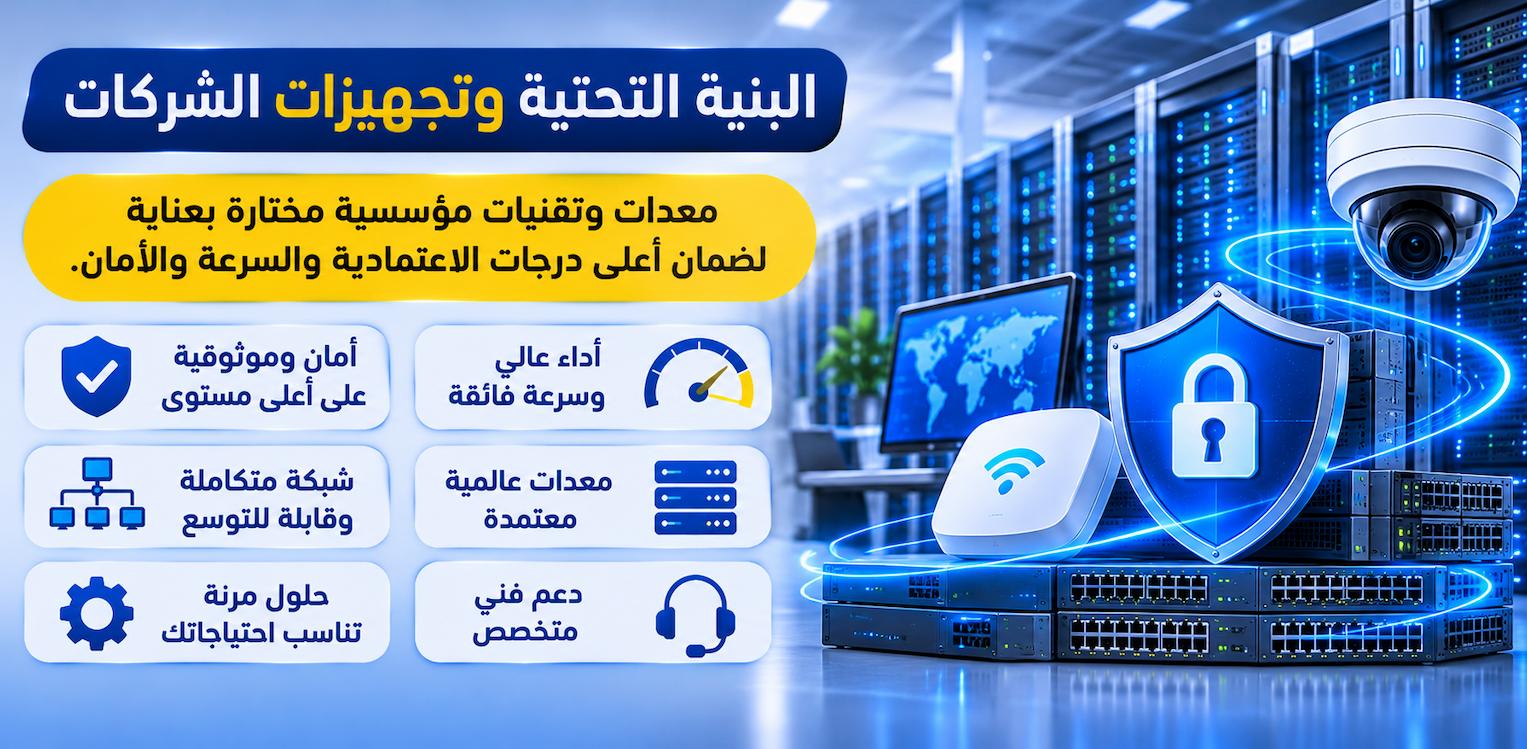 البنية التحتية وتجهيزات الشركات
معدات وتقنيات مؤسسية مختارة بعناية
لضمان أعلى درجات الاعتمادية والسرعة والأمان.
أداء عالي
وسرعة فائقة
أمان وموثوقية
على أعلى مستوى
معدات عالمية
معتمدة
شبكة متكاملة
وقابلة للتوسع
دعم فني
متخصص
حلول مرنة
تناسب احتياجاتك